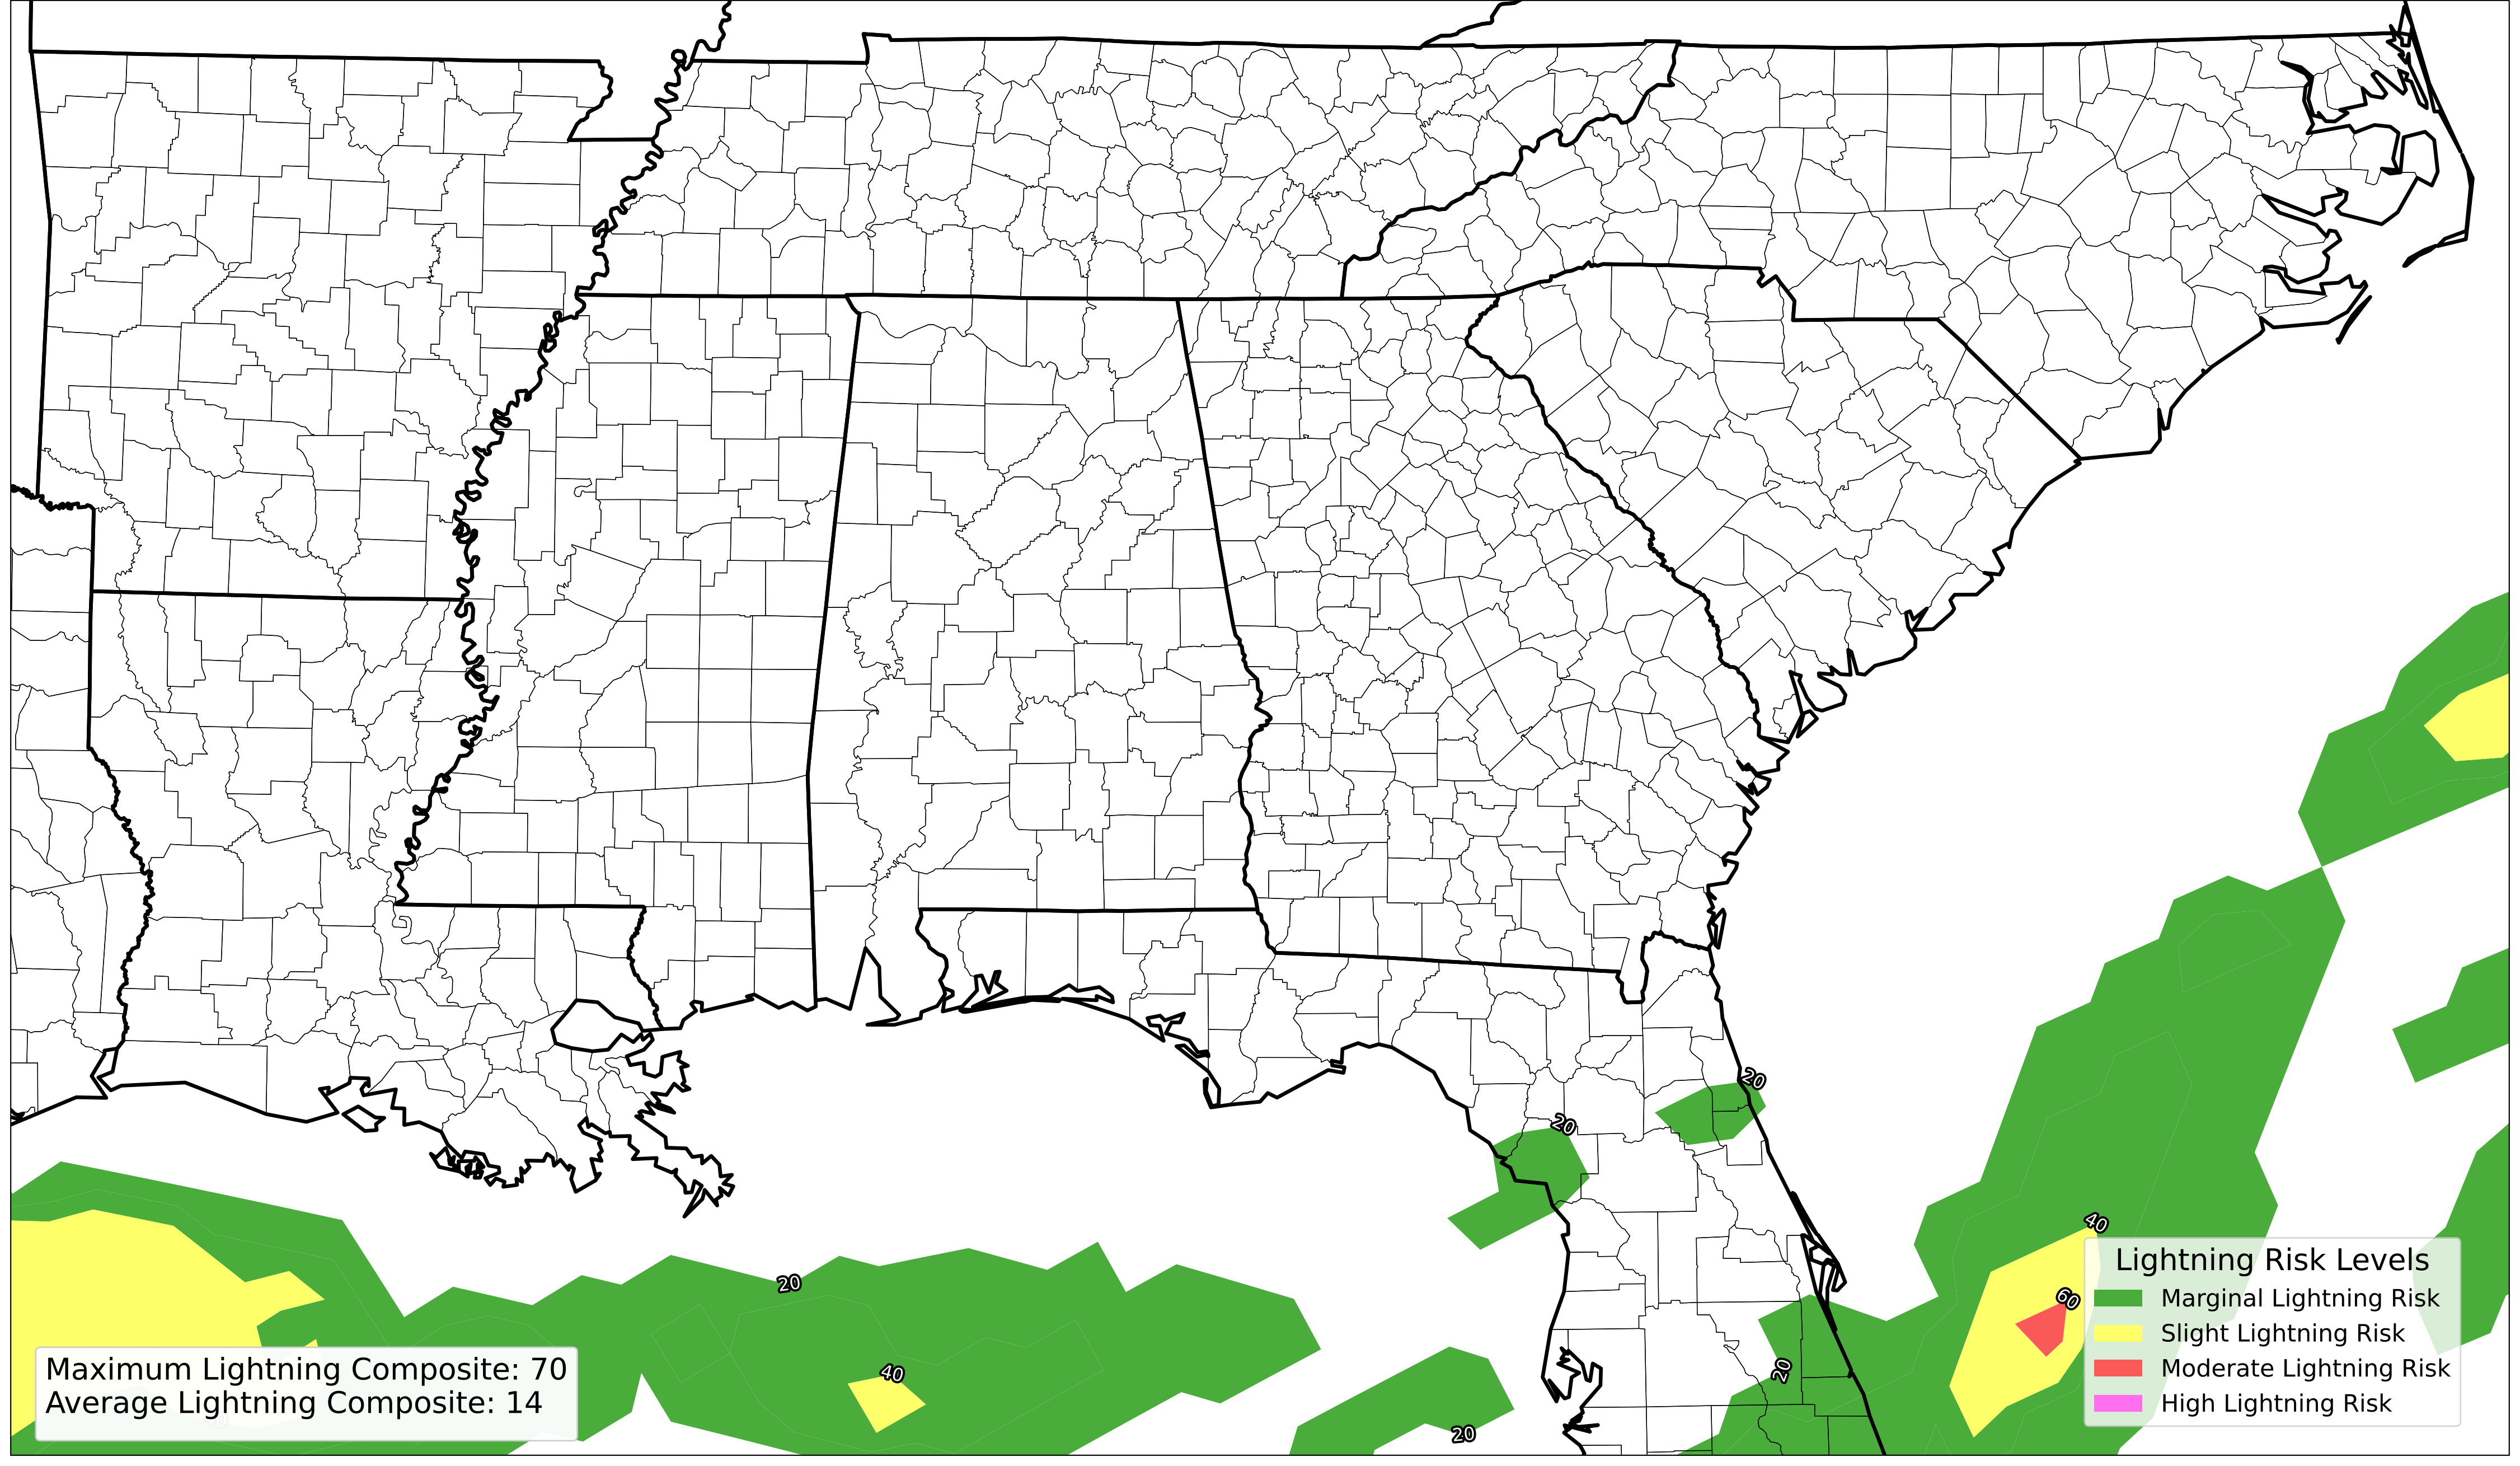 20
20
40
20
60
40
20
20
Lightning Risk Levels
Marginal Lightning Risk
Slight Lightning Risk
Moderate Lightning Risk
High Lightning Risk
Maximum Lightning Composite: 70
Average Lightning Composite: 14